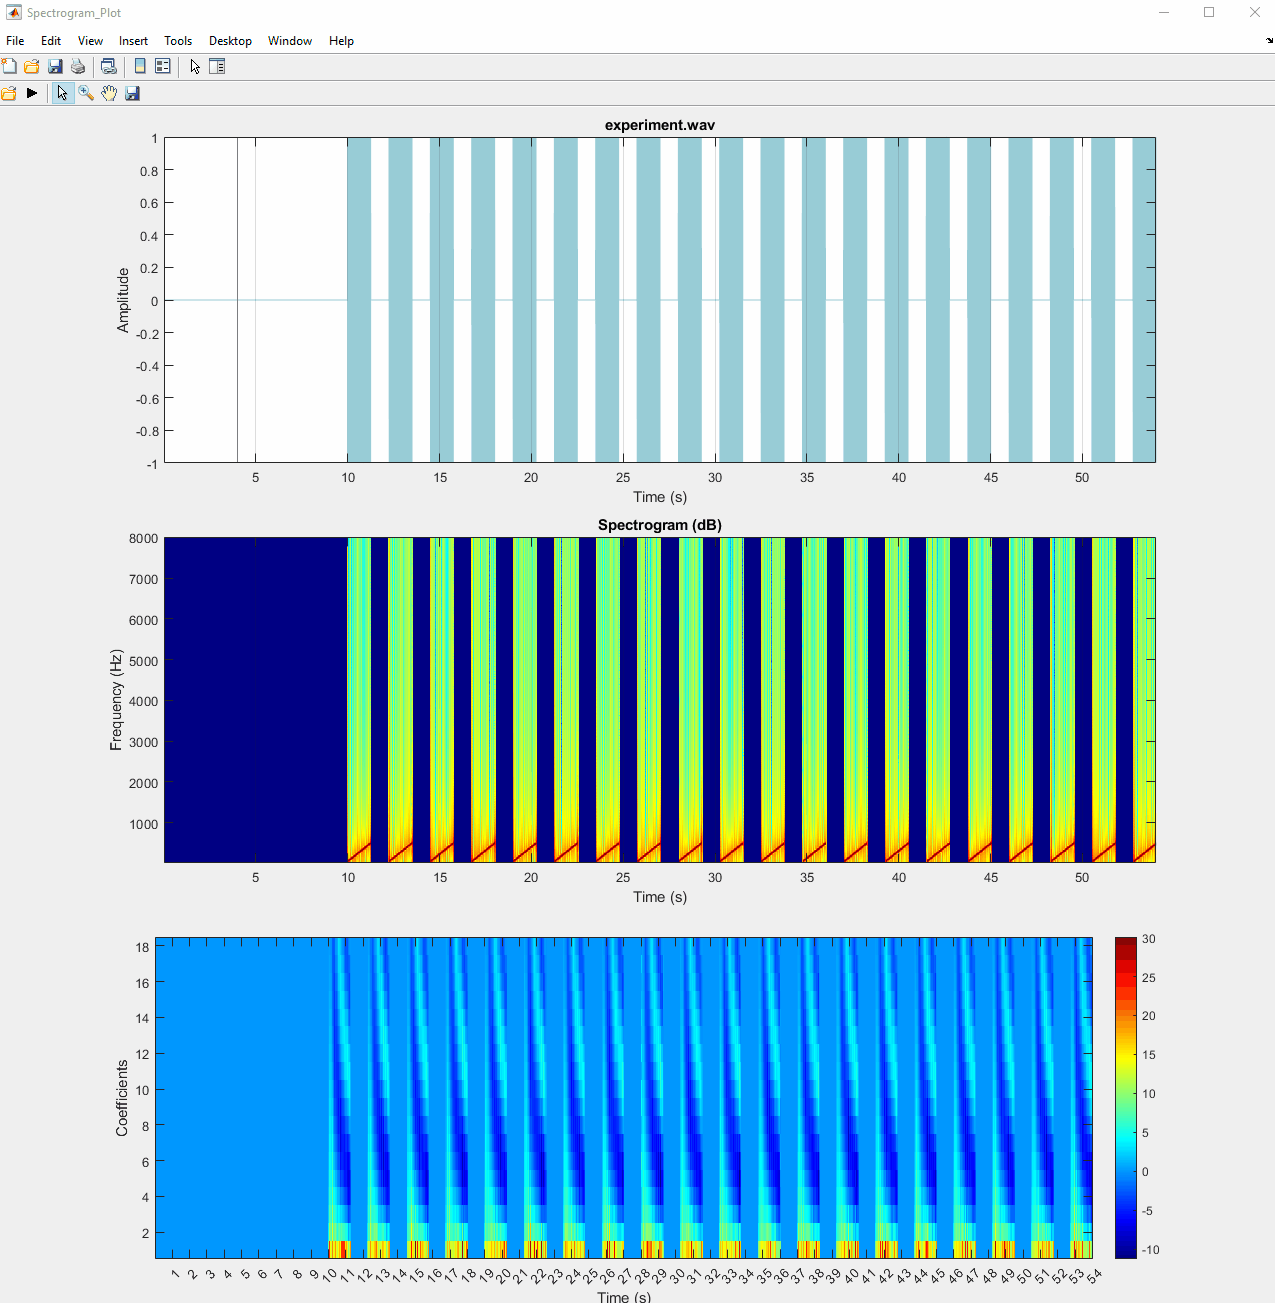 Spectrogram_Plot
File Edit View Insert Tools Desktop Window Help
experiment.wav
1
0.8
0.6
0.4
0.2
0
-0.2
-0.4
-0.6
-0.8
-1
Amplitude
5 10 15 20 25 30 35 40 45 50
Time (s)
Spectrogram (dB)
8000
7000
6000
5000
4000
3000
2000
1000
Frequency (Hz)
5 10 15 20 25 30 35 40 45 50
Time (s)
18
16
14
12
10
8
6
4
2
Coefficients
30
25
20
15
10
5
0
-5
-10
1 2 3 4 5 6 7 8 9 10 11 12 13 14 15 16 17 18 19 20 21 22 23 24 25 26 27 28 29 30 31 32 33 34 35 36 37 38 39 40 41 42 43 44 45 46 47 48 49 50 51 52 53 54
Time (s)